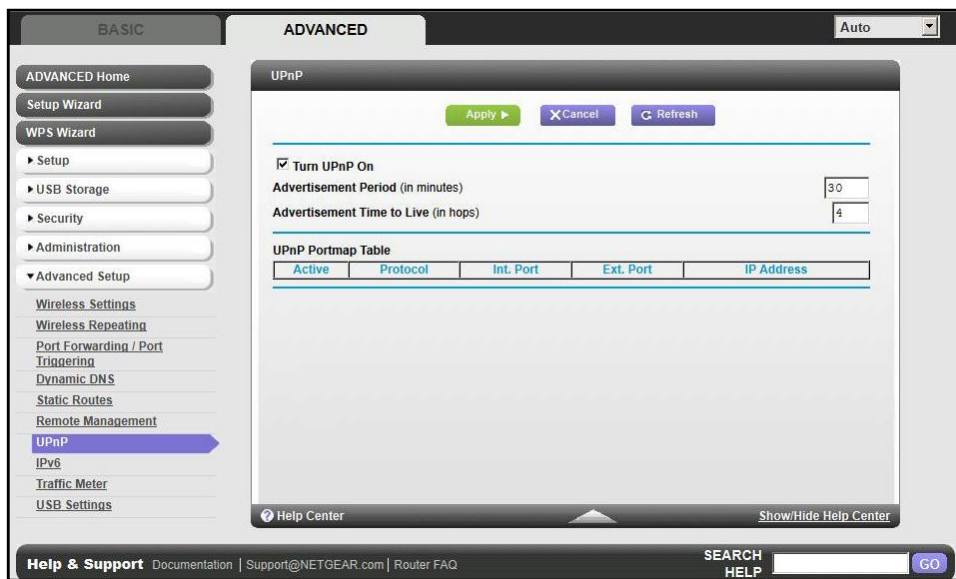 BASIC
ADVANCED
Auto
ADVANCED Home
Setup Wizard
WPS Wizard
Setup
USB Storage
Security
Administration
Advanced Setup
Wireless Settings
Wireless Repeating
Port Forwarding / Port
Triggering
Dynamic DNS
Static Routes
Remote Management
UPnP
IPv6
Traffic Meter
USB Settings
UPnP
Apply
Cancel
Refresh
Turn UPnP On
Advertisement Period (in minutes)
30
Advertisement Time to Live (in hops)
4
UPnP Portmap Table
Active Protocol Int. Port Ext. Port IP Address
Help Center
Show/Hide Help Center
Help & Support Documentation | Support@NETGEAR.com | Router FAQ
SEARCH
HELP
GO